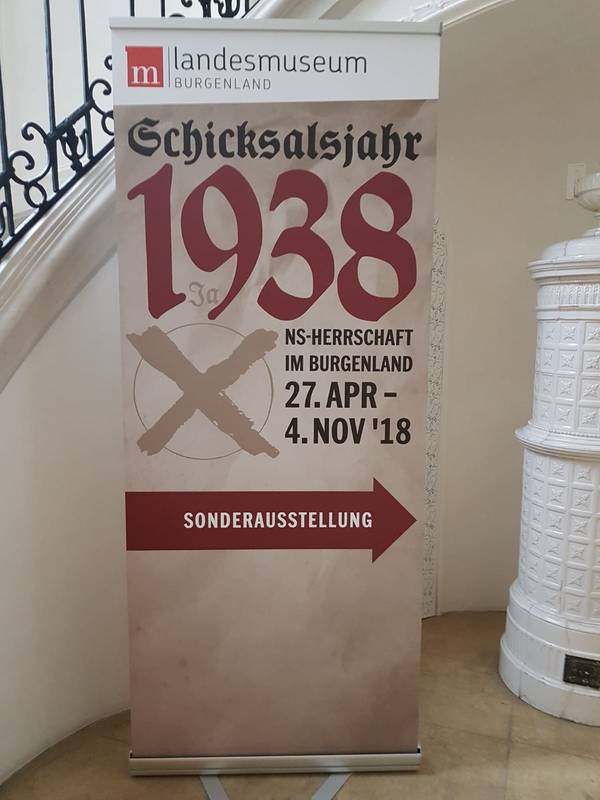 m landesmuseum
BURGENLAND
Schicksalsjahr
1938
Ja
NS-HERRSCHAFT
IM BURGENLAND
27. APR –
4. NOV '18
SONDERAUSSTELLUNG